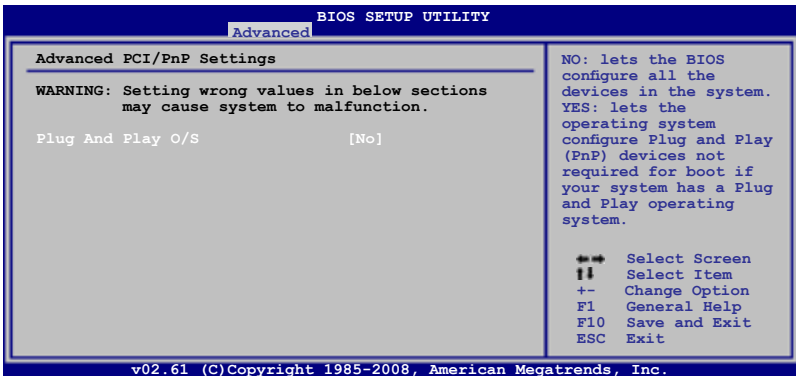 BIOS SETUP UTILITY
Advanced
Advanced PCI/PnP Settings
WARNING: Setting wrong values in below sections
may cause system to malfunction.
Plug And Play O/S [No]
NO: lets the BIOS
configure all the
devices in the system.
YES: lets the
operating system
configure Plug and Play
(PnP) devices not
required for boot if
your system has a Plug
and Play operating
system.
←→ Select Screen
↑↓ Select Item
+- Change Option
F1 General Help
F10 Save and Exit
ESC Exit
v02.61 (C)Copyright 1985-2008, American Megatrends, Inc.